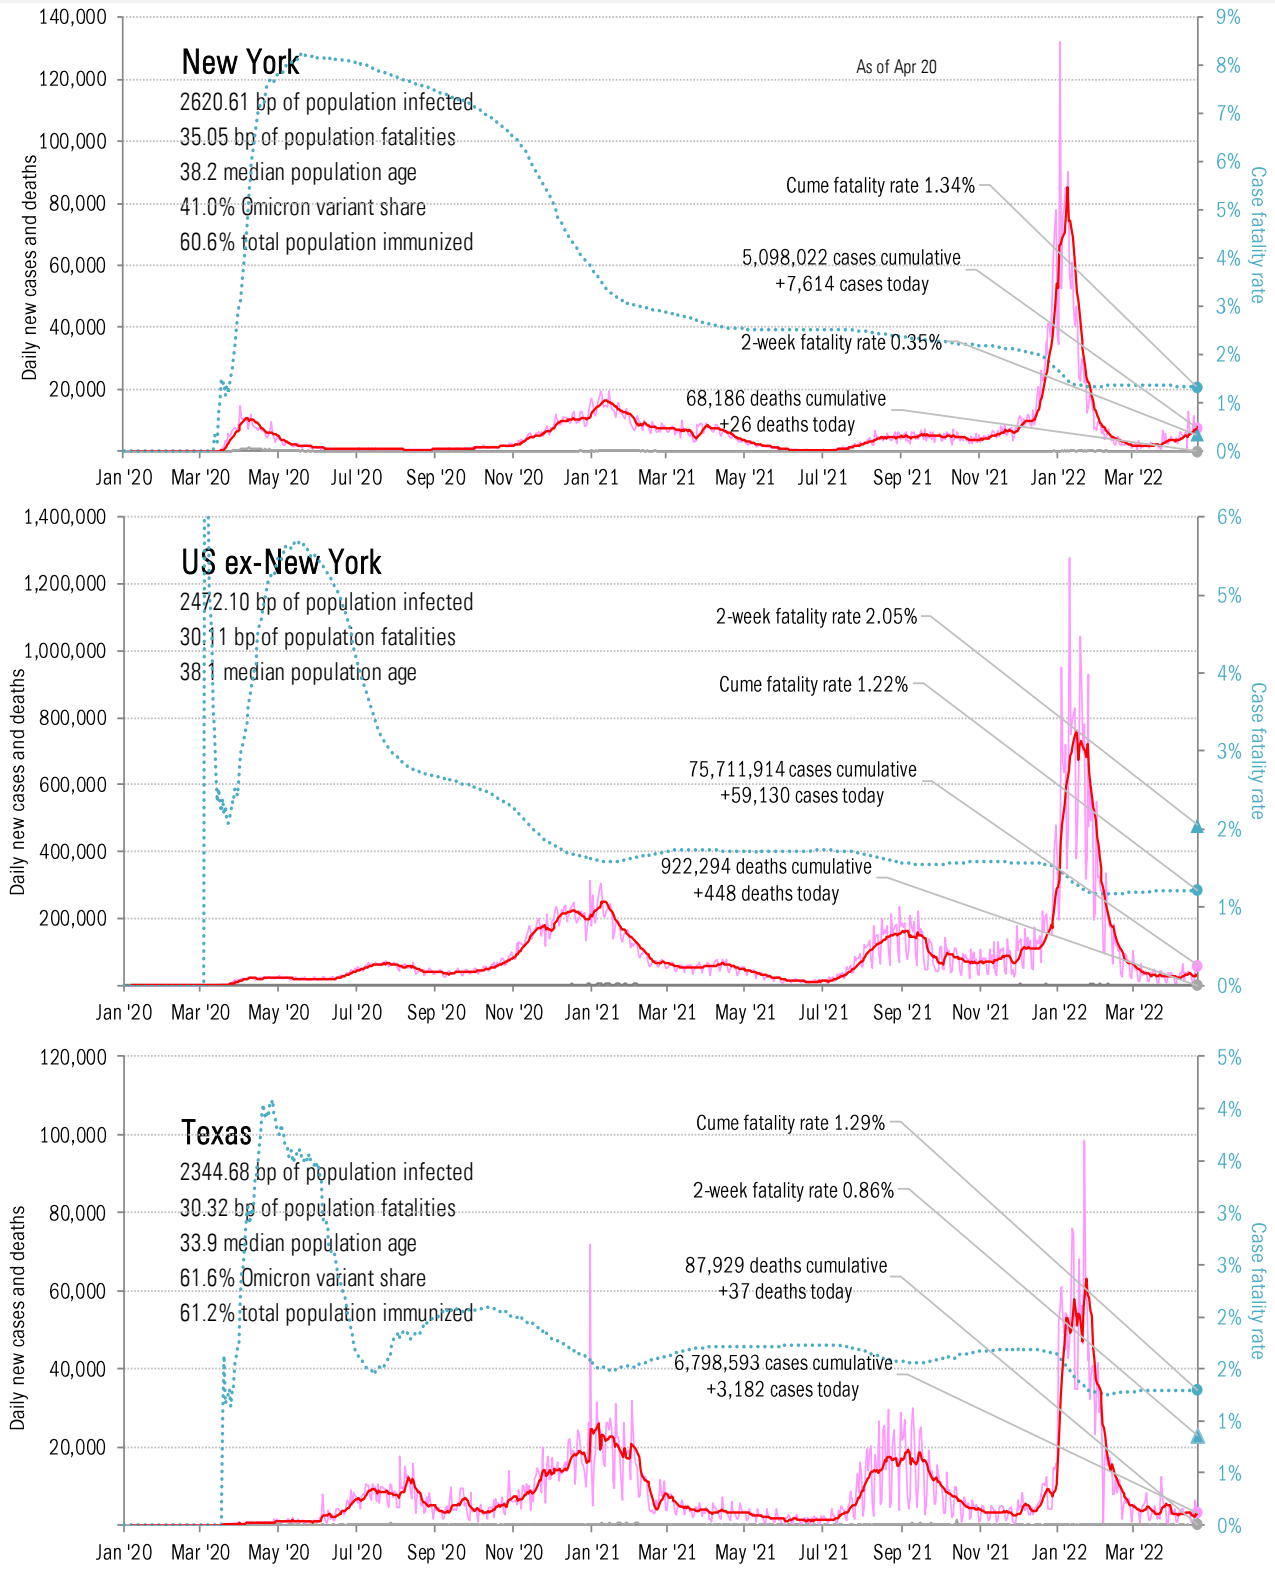 140,000
9%
New York
As of Apr 20
120,000
8%
2620.61 bp of population infected
35.05 bp of population fatalities
100,000
7%
38.2 median population age
6%
Cume fatality rate 1.34%
80,000
41.0% Omicron variant share
5%
60.6% total population immunized
5,098,022 cases cumulative
+7,614 cases today
60,000
4%
3%
40,000
2-week fatality rate 0.35%
2%
20,000
68,186 deaths cumulative
+26 deaths today
1%
-
0%
Daily new cases and deaths
Case fatality rate
Jan '20 Mar '20 May '20 Jul '20 Sep '20 Nov '20 Jan '21 Mar '21 May '21 Jul '21 Sep '21 Nov '21 Jan '22 Mar '22
1,400,000
6%
US ex-New York
1,200,000
5%
2472.10 bp of population infected
2-week fatality rate 2.05%
30.11 bp of population fatalities
1,000,000
38.1 median population age
4%
Cume fatality rate 1.22%
800,000
3%
75,711,914 cases cumulative
+59,130 cases today
600,000
2%
400,000
922,294 deaths cumulative
+448 deaths today
1%
200,000
-
0%
Daily new cases and deaths
Case fatality rate
Jan '20 Mar '20 May '20 Jul '20 Sep '20 Nov '20 Jan '21 Mar '21 May '21 Jul '21 Sep '21 Nov '21 Jan '22 Mar '22
120,000
5%
4%
Cume fatality rate 1.29%
Texas
100,000
4%
2344.68 bp of population infected
2-week fatality rate 0.86%
30.32 bp of population fatalities
80,000
3%
33.9 median population age
87,929 deaths cumulative
+37 deaths today
3%
61.6% Omicron variant share
60,000
61.2% total population immunized
2%
40,000
6,798,593 cases cumulative
+3,182 cases today
2%
1%
20,000
1%
-
0%
Daily new cases and deaths
Case fatality rate
Jan '20 Mar '20 May '20 Jul '20 Sep '20 Nov '20 Jan '21 Mar '21 May '21 Jul '21 Sep '21 Nov '21 Jan '22 Mar '22